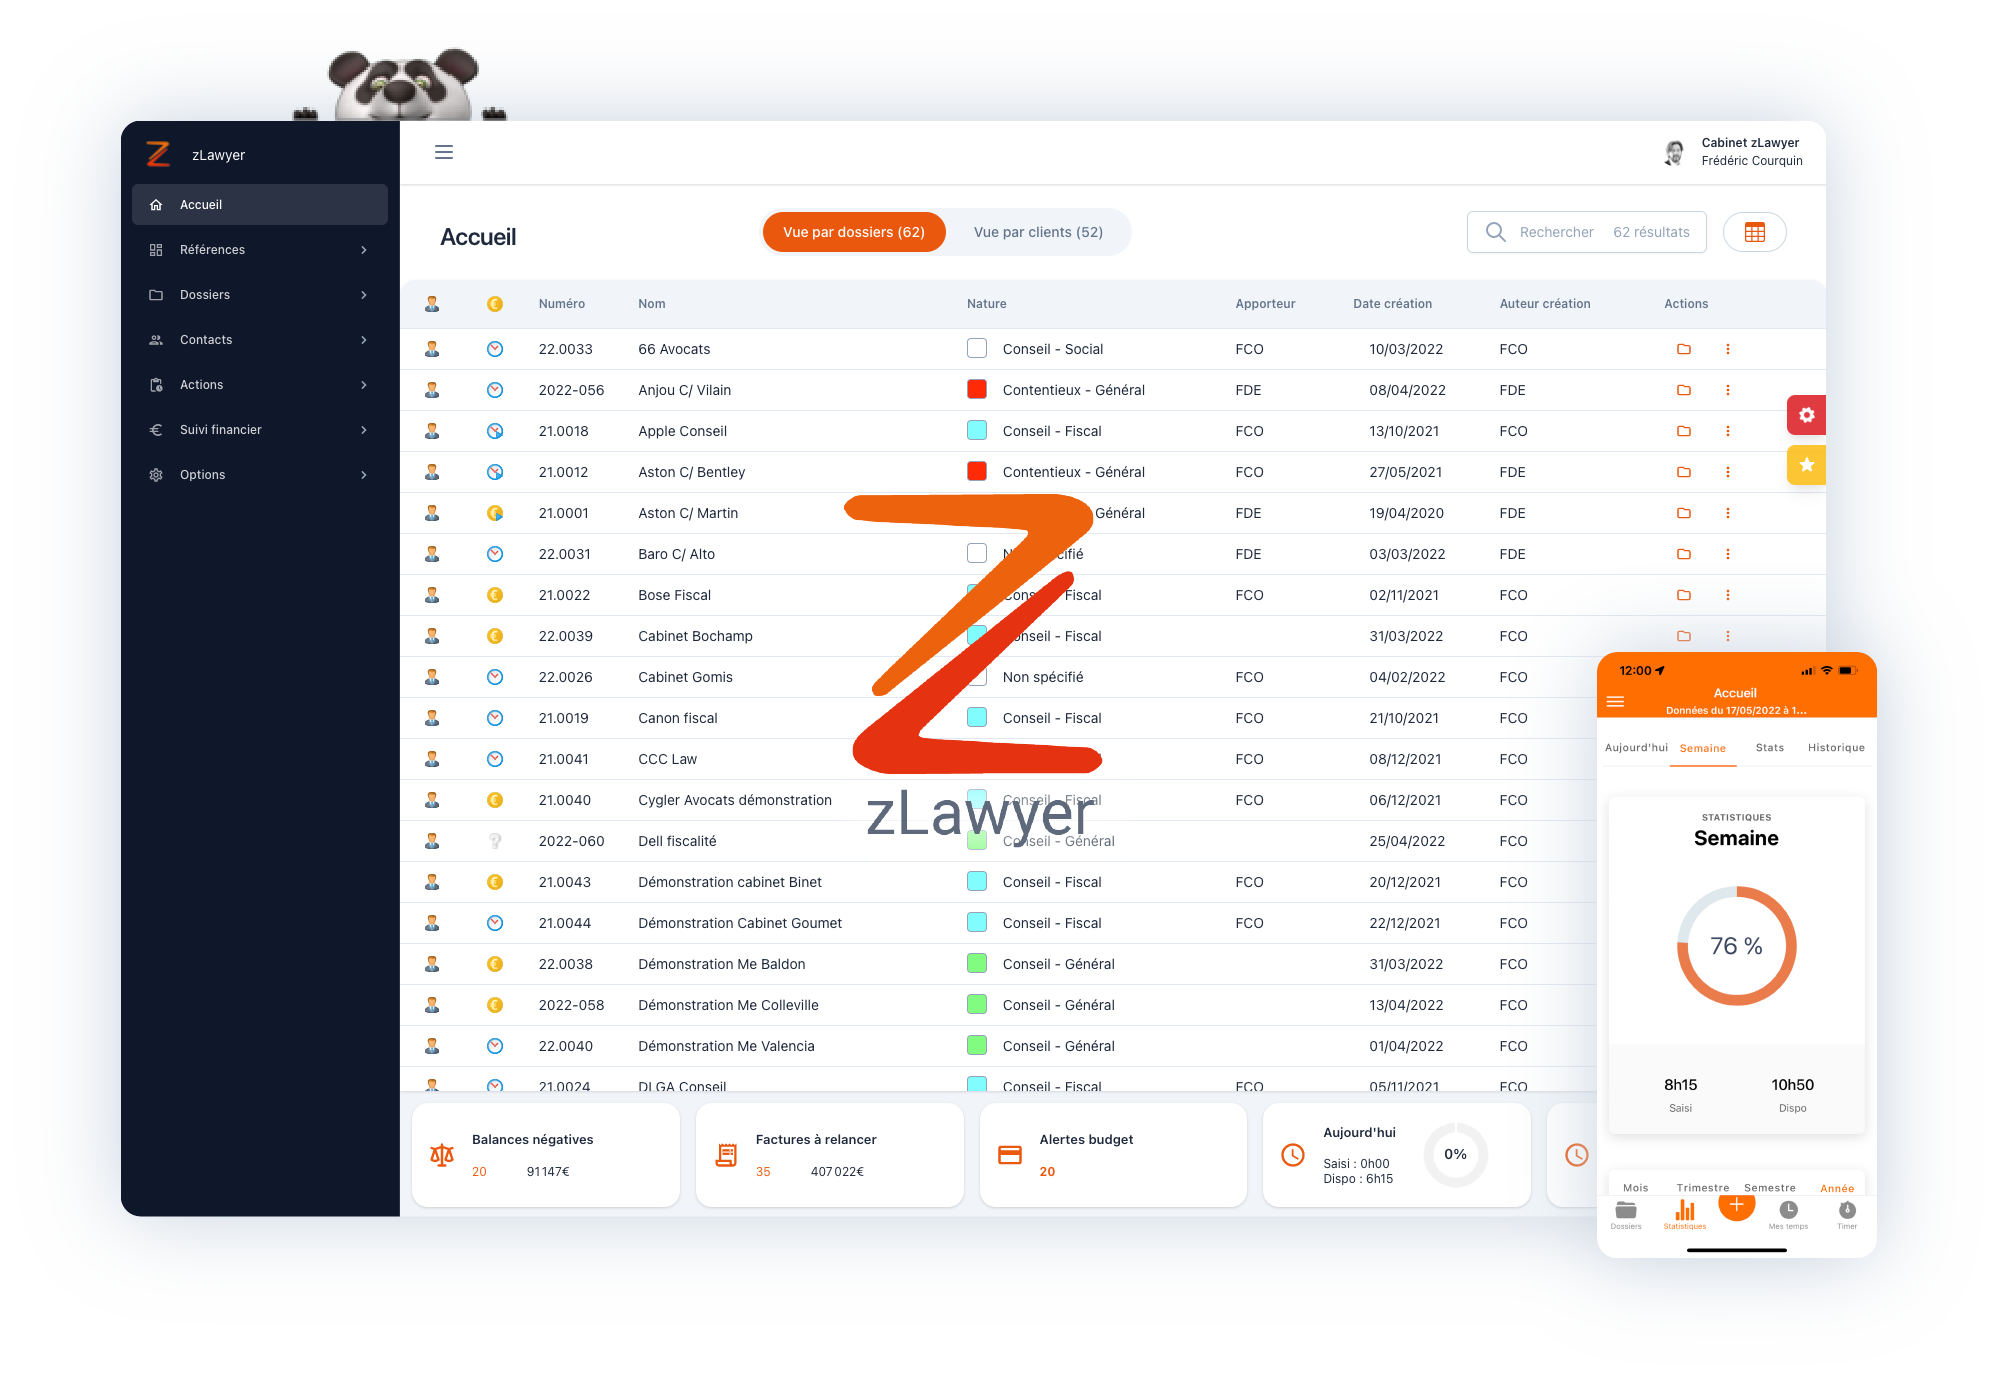 zLawyer
Cabinet zLawyer
Frédéric Courquin
Accueil
Références
Dossiers
Contacts
Actions
Suivi financier
Options
Accueil
Vue par dossiers (62)
Vue par clients (52)
Rechercher 62 résultats
Numéro Nom Nature Apporteur Date création Auteur création Actions
22.0033 66 Avocats Conseil - Social FCO 10/03/2022 FCO
2022-056 Anjou C/ Vilain Contentieux - Général FDE 08/04/2022 FDE
21.0018 Apple Conseil Conseil - Fiscal FCO 13/10/2021 FCO
21.0012 Aston C/ Bentley Contentieux - Général FCO 27/05/2021 FDE
21.0001 Aston C/ Martin Général FDE 19/04/2020 FDE
22.0031 Baro C/ Alto FDE 03/03/2022 FDE
21.0022 Bose Fiscal Fiscal FCO 02/11/2021 FCO
22.0039 Cabinet Bochamp Conseil - Fiscal 31/03/2022 FCO
22.0026 Cabinet Gomis Non spécifié FCO 04/02/2022 FCO
21.0019 Canon fiscal Conseil - Fiscal FCO 21/10/2021 FCO
21.0041 CCC Law FCO 08/12/2021 FCO
21.0040 Cygler Avocats démonstration Conseil - Fiscal FCO 06/12/2021 FCO
2022-060 Dell fiscalité Conseil - Général 25/04/2022 FCO
21.0043 Démonstration cabinet Binet Conseil - Fiscal FCO 20/12/2021 FCO
21.0044 Démonstration Cabinet Goumet Conseil - Fiscal FCO 22/12/2021 FCO
22.0038 Démonstration Me Baldon Conseil - Général 31/03/2022 FCO
2022-058 Démonstration Me Colleville Conseil - Général 13/04/2022 FCO
22.0040 Démonstration Me Valencia Conseil - Général 01/04/2022 FCO
21.0024 DLGA Conseil Conseil - Fiscal FCO 05/11/2021 FCO
zLawyer
Balances négatives
20 91 147€
Factures à relancer
35 407 022€
Alertes budget
20
Aujourd'hui
Saisi : 0h00
Dispo : 6h15
0%
12:00
Accueil
Données du 17/05/2022 à 1...
Aujourd'hui Semaine Stats Historique
STATISTIQUES
Semaine
76 %
8h15 10h50
Saisi Dispo
Mois Trimestre Semestre Année
Dossiers Statistiques Mes temps Timer